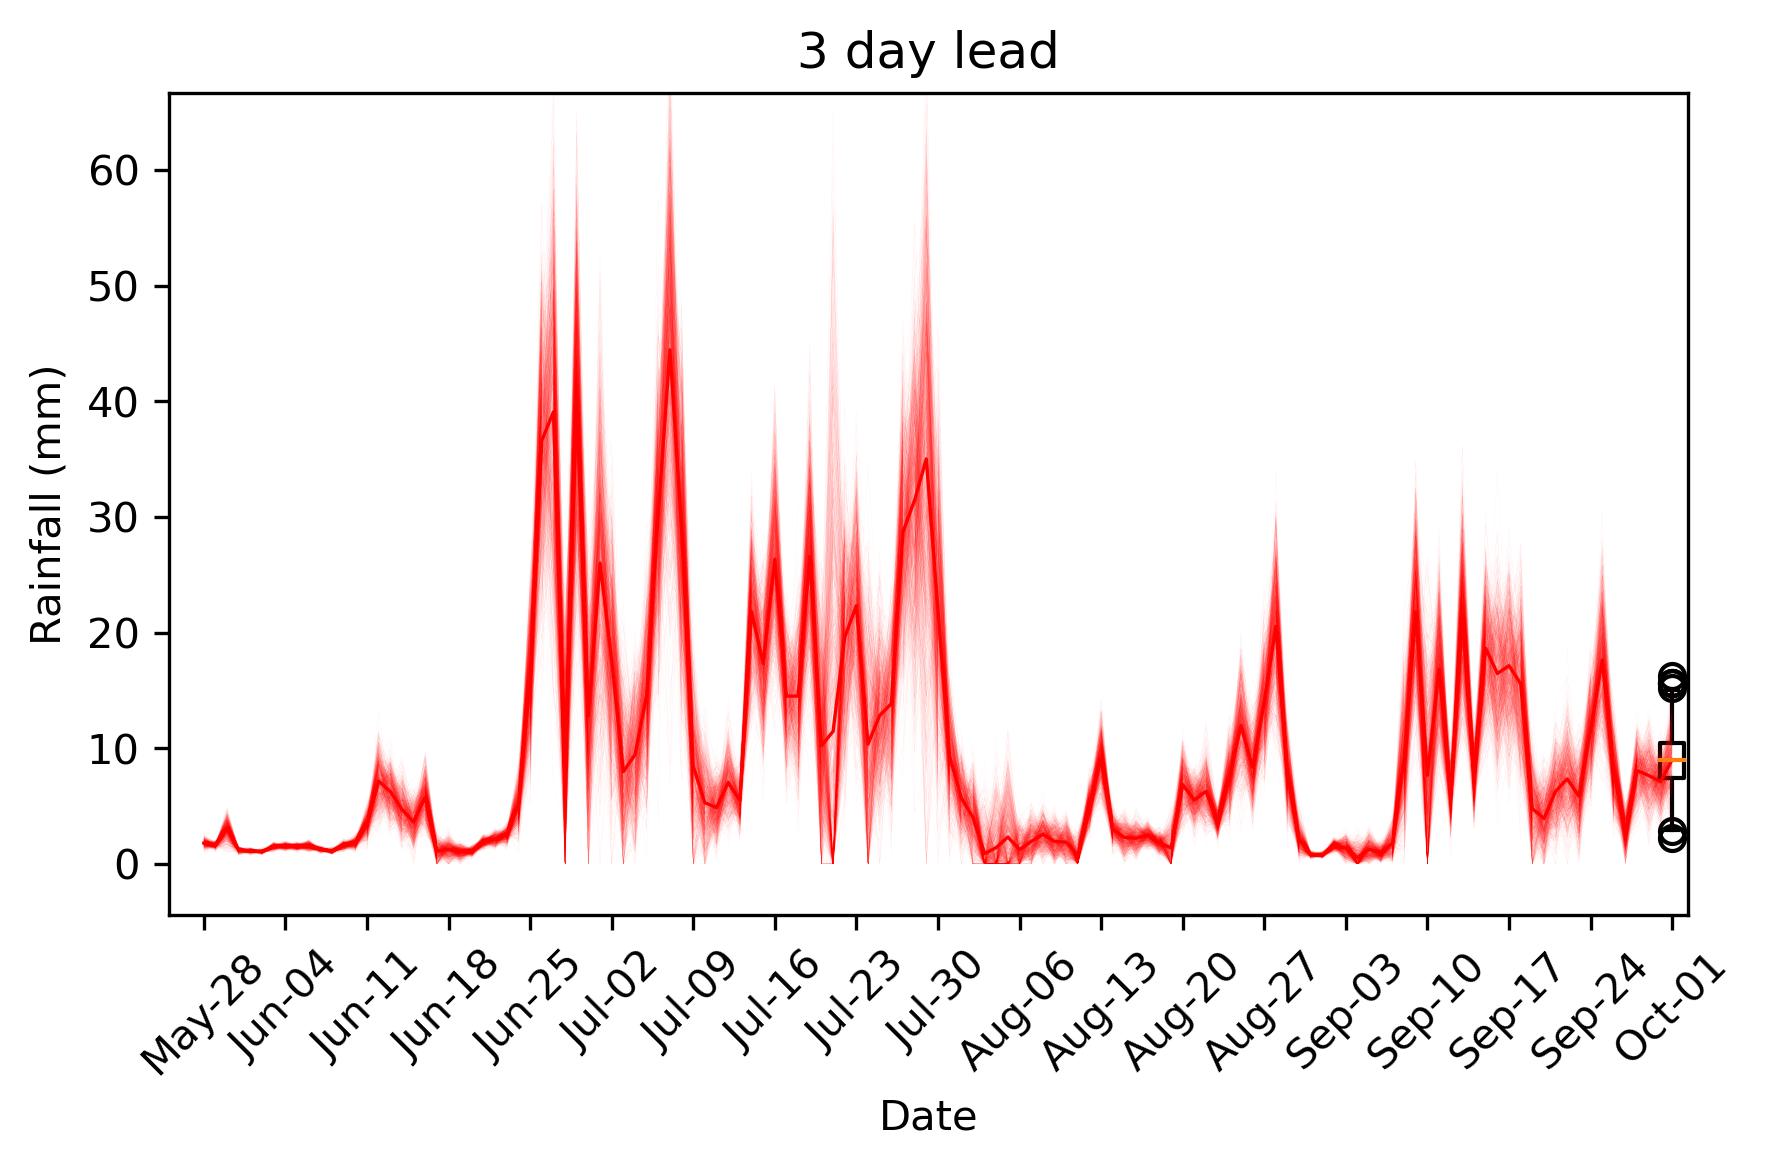 3 day lead
Rainfall (mm)
60
50
40
30
20
10
0
May-28
Jun-04
Jun-11
Jun-18
Jun-25
Jul-02
Jul-09
Jul-16
Jul-23
Jul-30
Aug-06
Aug-13
Aug-20
Aug-27
Sep-03
Sep-10
Sep-17
Sep-24
Oct-01
Date